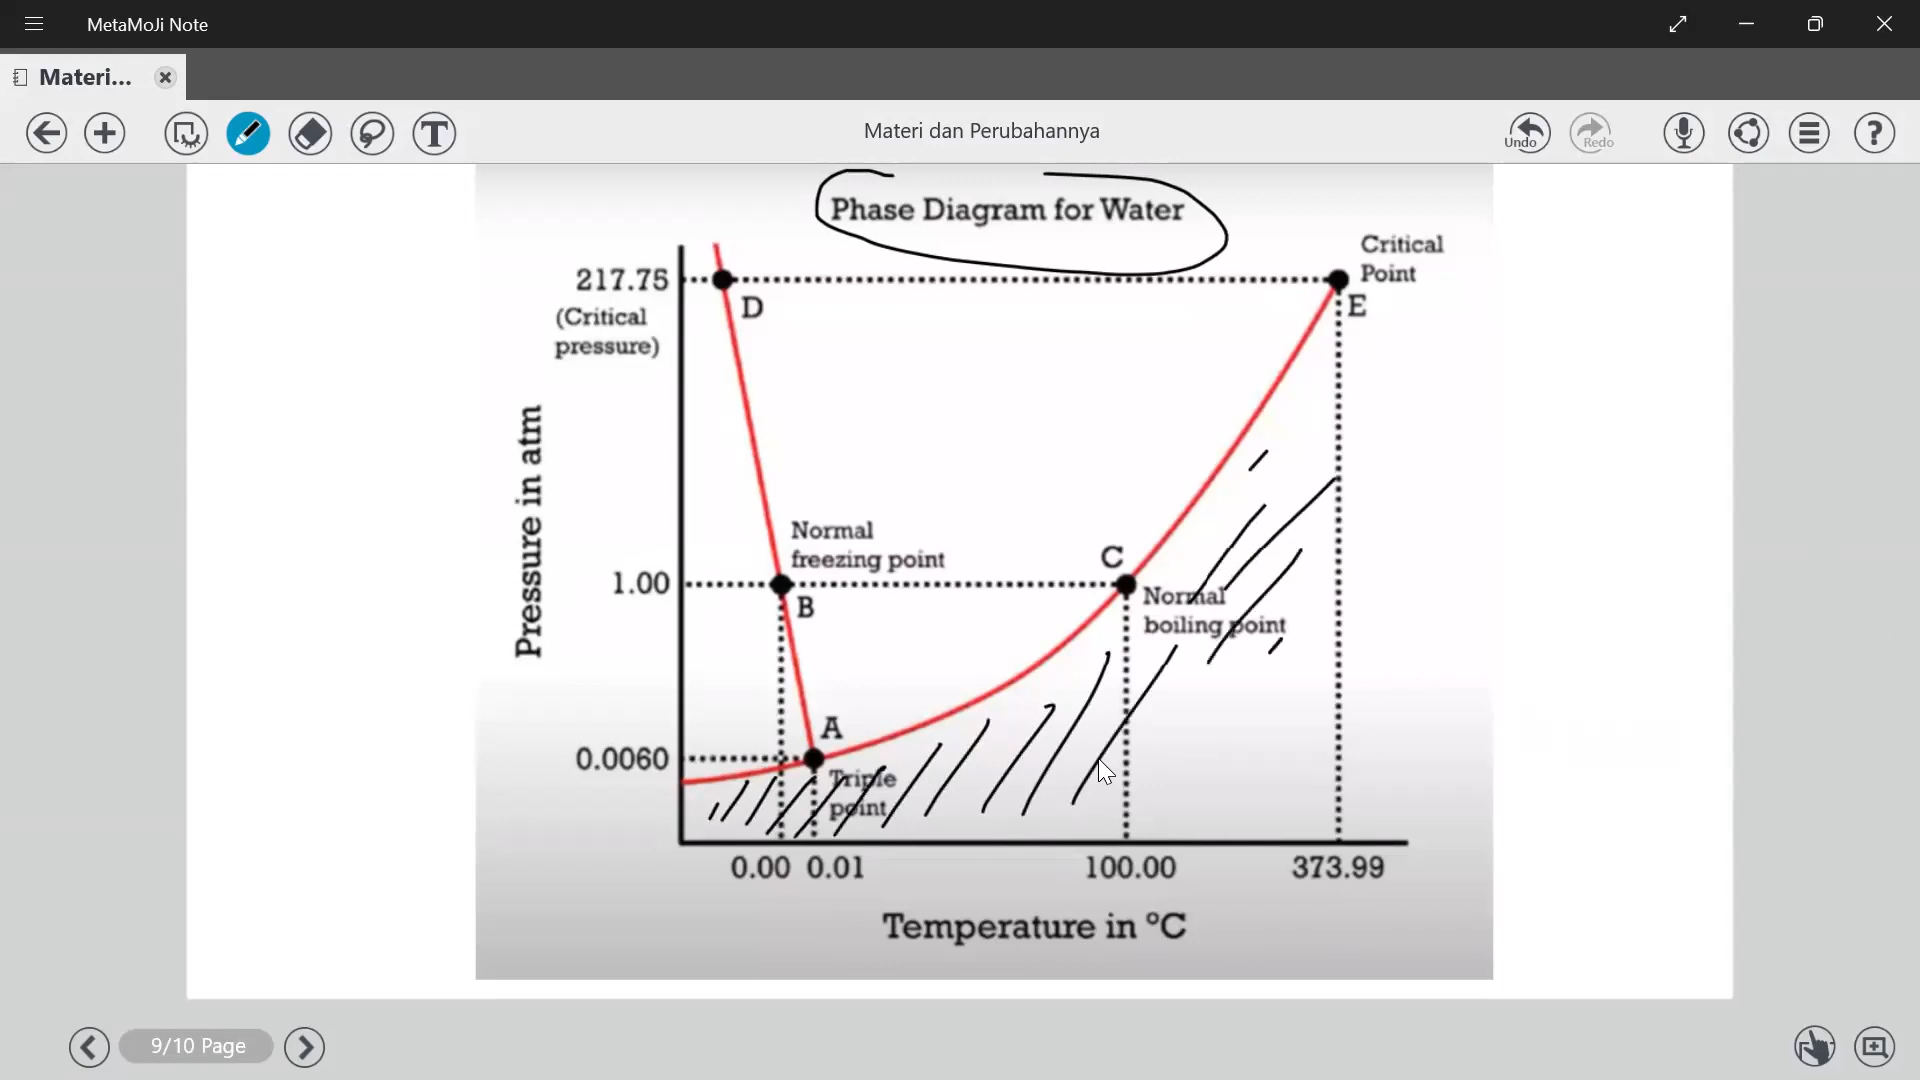 MetaMoJi Note
Materi...
Materi dan Perubahannya
Undo
Redo
Phase Diagram for Water
Critical
Point
217.75
D
E
(Critical
pressure)
Pressure in atm
Normal
freezing point
C
1.00
B
Normal
boiling point
A
0.0060
Triple
point
0.00 0.01 100.00 373.99
Temperature in °C
9/10 Page